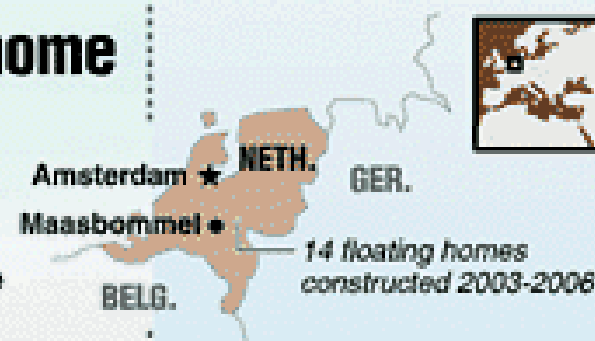 ome
NETH.
Amsterdam
GER.
Maasbommel
14 floating homes
constructed 2003-2006
BELG.